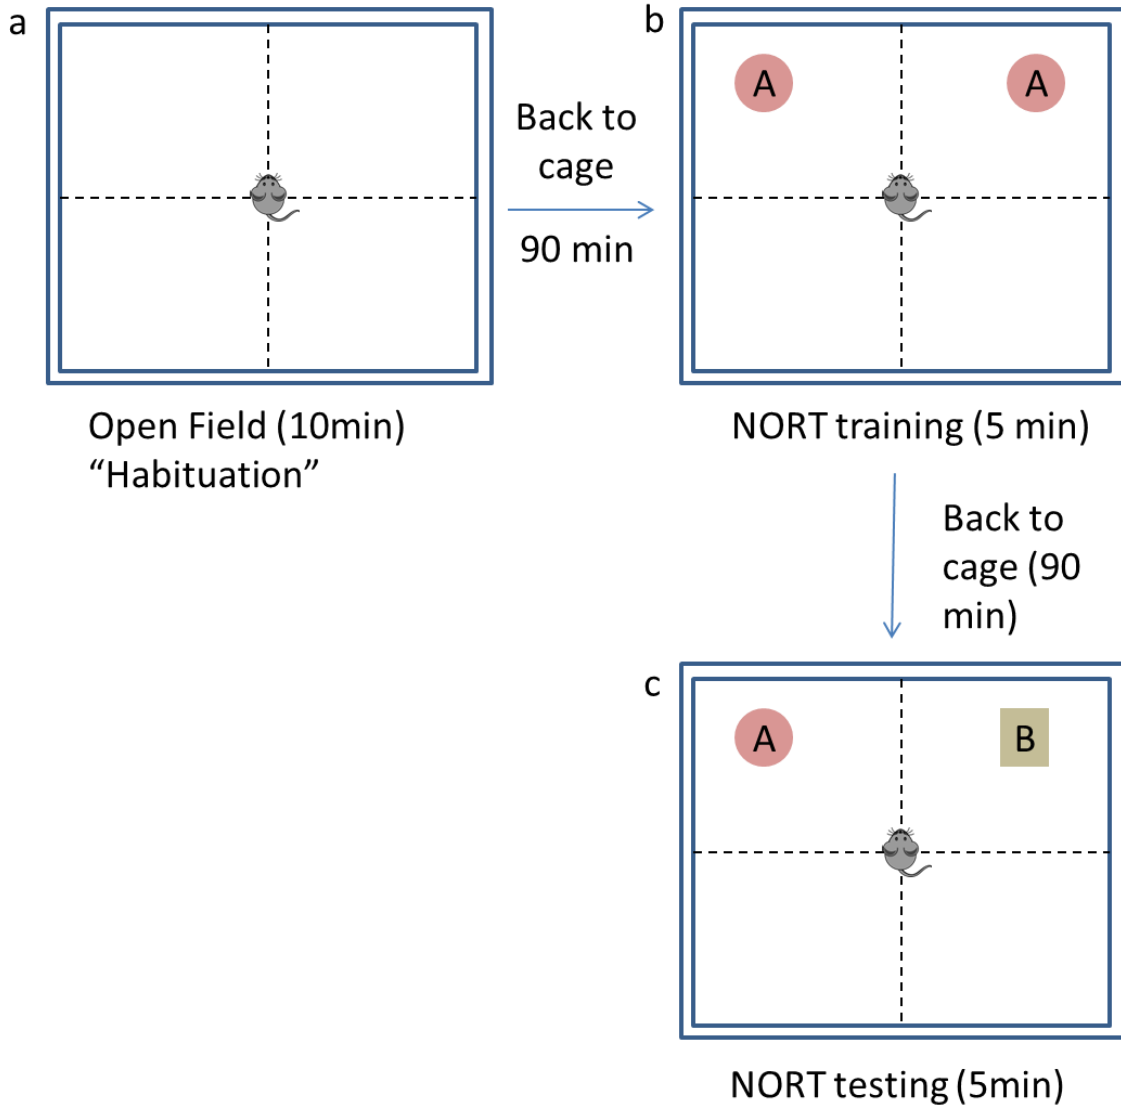 a
Open Field (10min)
“Habituation”
Back to
cage
90 min
b
A
A
NORT training (5 min)
Back to
cage (90
min)
c
A
B
NORT testing (5min)